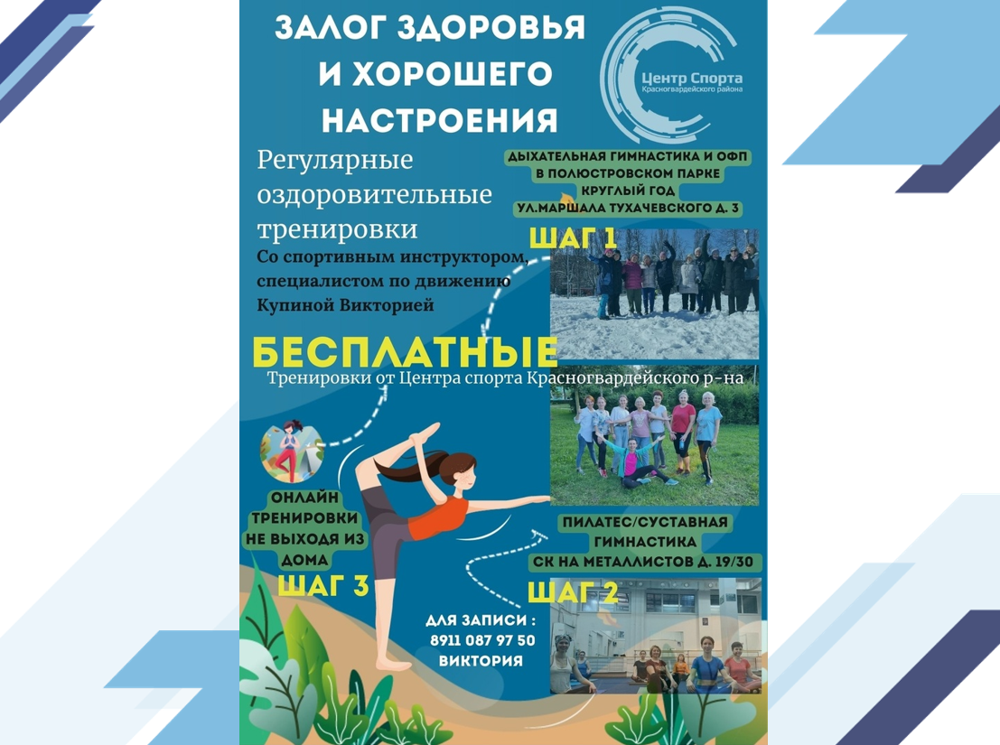 ЗАЛОГ ЗДОРОВЬЯ
И ХОРОШЕГО
НАСТРОЕНИЯ
Центр Спорта
Красногвардейского района
Регулярные
оздоровительные
тренировки
Со спортивным инструктором,
специалистом по движению
Купиной Викторией
ДЫХАТЕЛЬНАЯ ГИМНАСТИКА И ОФП
В ПОЛЮСТРОВСКОМ ПАРКЕ
КРУГЛЫЙ ГОД
УЛ.МАРШАЛА ТУХАЧЕВСКОГО Д. 3
ШАГ 1
БЕСПЛАТНЫЕ
Тренировки от Центра спорта Красногвардейского р-на
ОНЛАЙН
ТРЕНИРОВКИ
НЕ ВЫХОДЯ ИЗ
ДОМА
ШАГ 3
ПИЛАТЕС/СУСТАВНАЯ
ГИМНАСТИКА
СК НА МЕТАЛЛИСТОВ Д. 19/30
ШАГ 2
ДЛЯ ЗАПИСИ :
8911 087 97 50
ВИКТОРИЯ